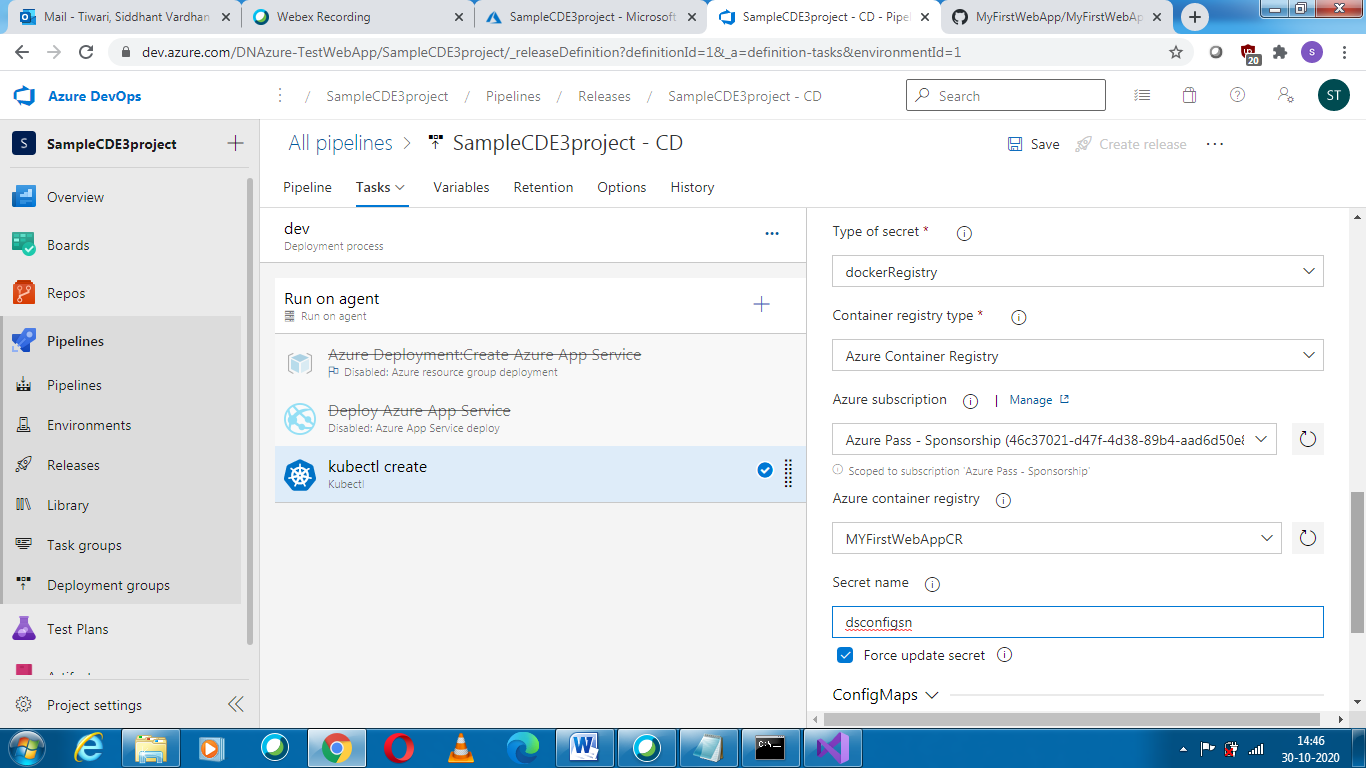 Mail - Tiwari, Siddhant Vardhan
Webex Recording
SampleCDE3project - Microsoft
SampleCDE3project - CD - Pipel
MyFirstWebApp/MyFirstWebAp
dev.azure.com/DNAzure-TestWebApp/SampleCDE3project/_releaseDefinition?definitionId=1&_a=definition-tasks&environmentId=1
20
S
Azure DevOps
/ SampleCDE3project / Pipelines / Releases / SampleCDE3project - CD
Search
ST
S SampleCDE3project
Overview
Boards
Repos
Pipelines
Pipelines
Environments
Releases
Library
Task groups
Deployment groups
Test Plans
Project settings
All pipelines > SampleCDE3project - CD
Save
Create release
Pipeline Tasks Variables Retention Options History
dev
Deployment process
Run on agent
Run on agent
Azure Deployment:Create Azure App Service
Disabled: Azure resource group deployment
Deploy Azure App Service
Disabled: Azure App Service deploy
kubectl create
Kubectl
Type of secret *
dockerRegistry
Container registry type *
Azure Container Registry
Azure subscription | Manage
Azure Pass - Sponsorship (46c37021-d47f-4d38-89b4-aad6d50e8
Scoped to subscription 'Azure Pass - Sponsorship'
Azure container registry
MYFirstWebAppCR
Secret name
dsconfigsn
Force update secret
ConfigMaps
14:46
30-10-2020